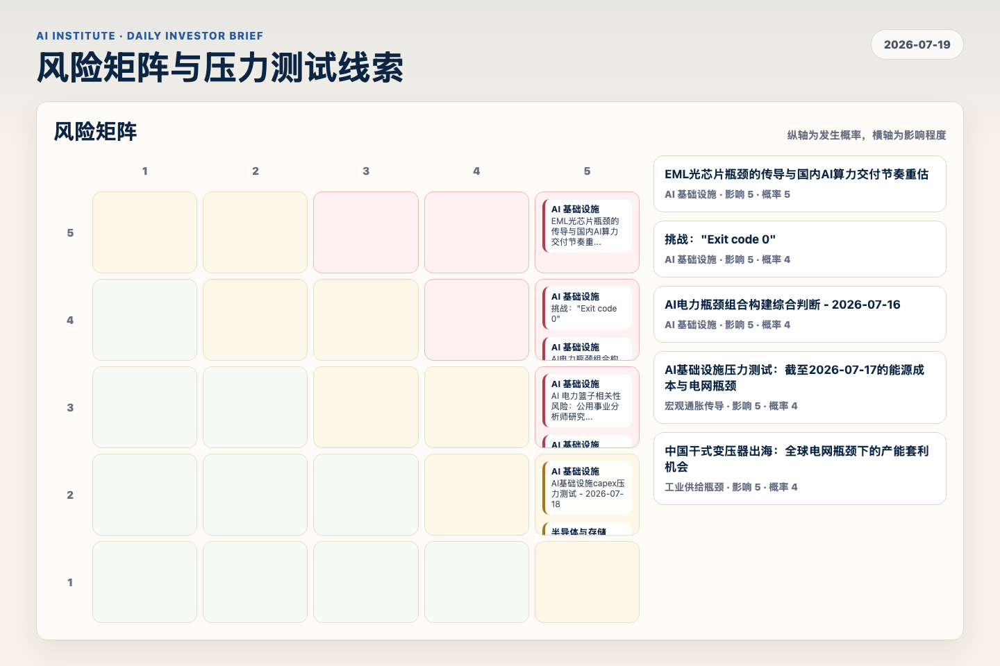 AI INSTITUTE · DAILY INVESTOR BRIEF
风险矩阵与压力测试线索
2026-07-19
风险矩阵
纵轴为发生概率，横轴为影响程度
1
2
3
4
5
5
AI 基础设施
EML光芯片瓶颈的
传导与国内AI算力
交付节奏重...
4
AI 基础设施
挑战："Exit code
0"
AI 基础设施
AI电力瓶颈组合构
3
AI 基础设施
AI 电力篮子相关性
风险：公用事业分
析师研究...
AI 基础设施
2
AI 基础设施
AI基础设施capex压
力测试 - 2026-07-
18
半导体与存储
1
EML光芯片瓶颈的传导与国内AI算力交付节奏重估
AI 基础设施 · 影响 5 · 概率 5
挑战："Exit code 0"
AI 基础设施 · 影响 5 · 概率 4
AI电力瓶颈组合构建综合判断 - 2026-07-16
AI 基础设施 · 影响 5 · 概率 4
AI基础设施压力测试：截至2026-07-17的能源成
本与电网瓶颈
宏观通胀传导 · 影响 5 · 概率 4
中国干式变压器出海：全球电网瓶颈下的产能套利
机会
工业供给瓶颈 · 影响 5 · 概率 4